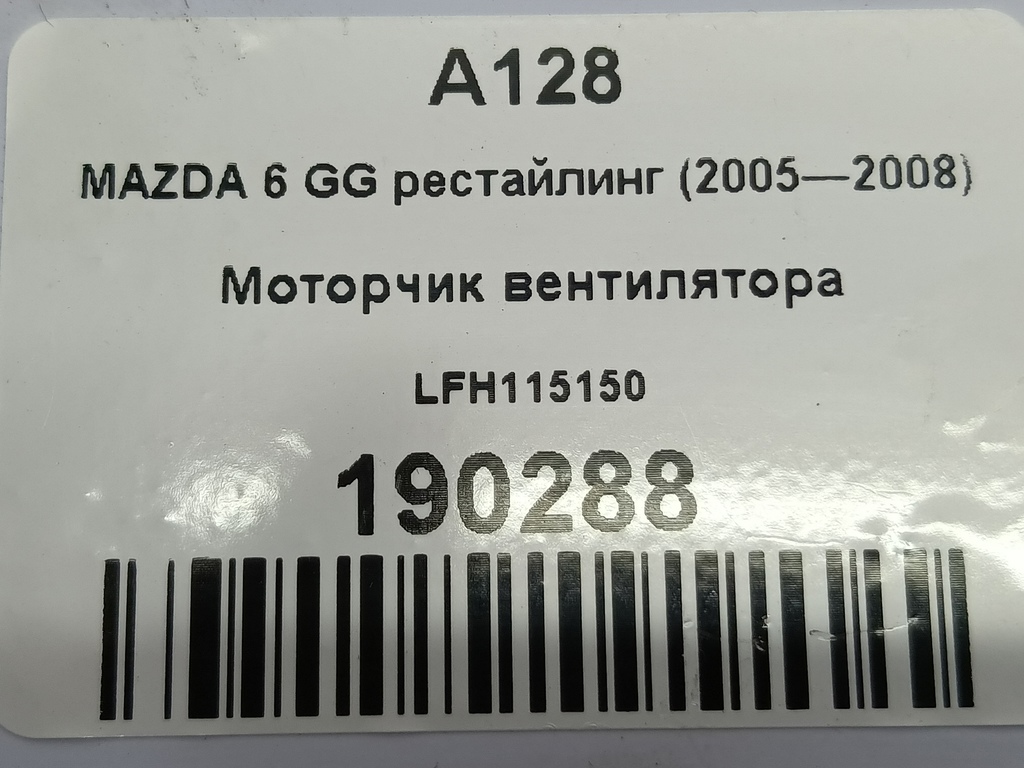 A128
MAZDA 6 GG рестайлинг (2005—2008)
Моторчик вентилятора
LFH115150
190288